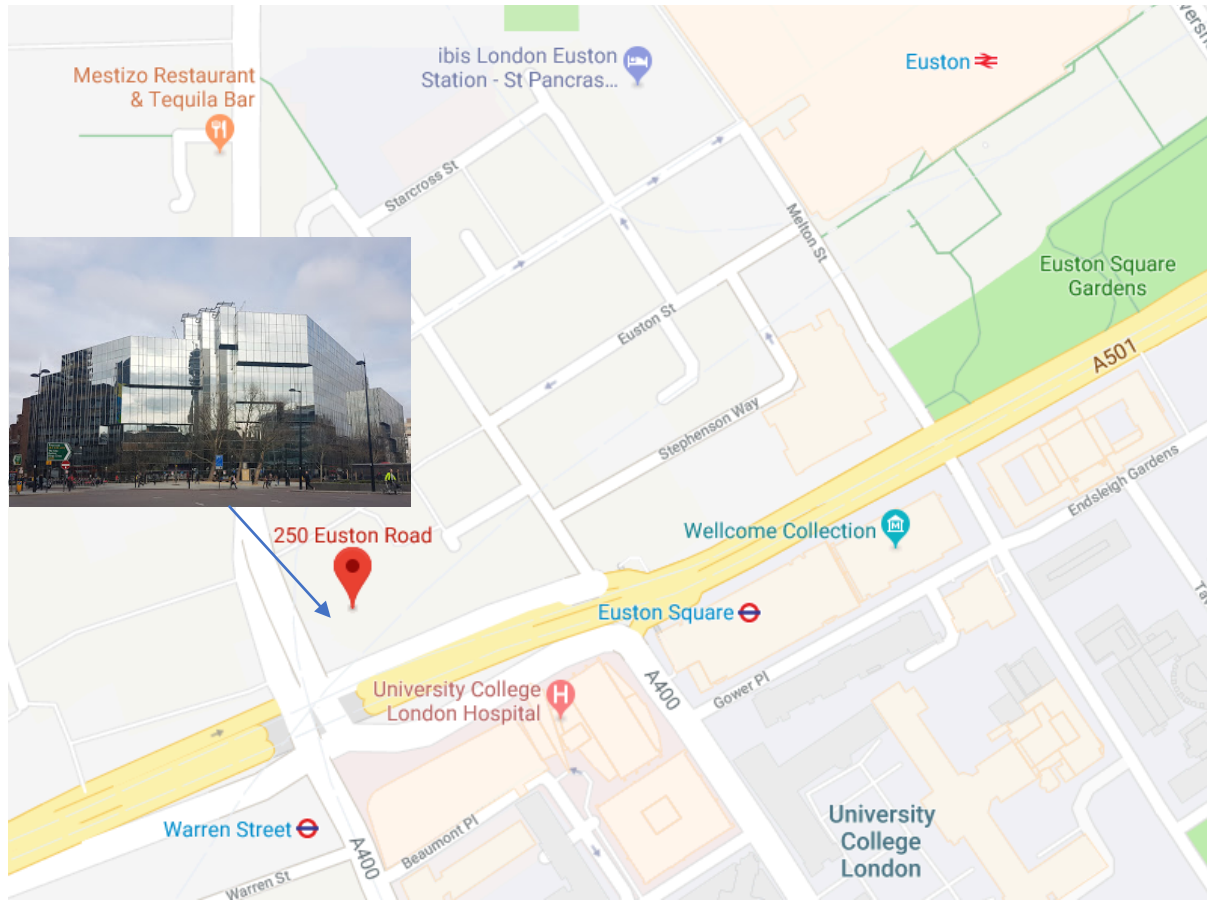 ibis London Euston
Station - St Pancras...
Euston
Mestizo Restaurant
& Tequila Bar
Starcross St
Melton St
Euston Square
Gardens
Euston St
A501
Stephenson Way
Endsleigh Gardens
Wellcome Collection
250 Euston Road
Euston Square
University College
London Hospital
A400
Gower Pl
University
College
London
Warren Street
A400
Beaumont Pl
Warren St